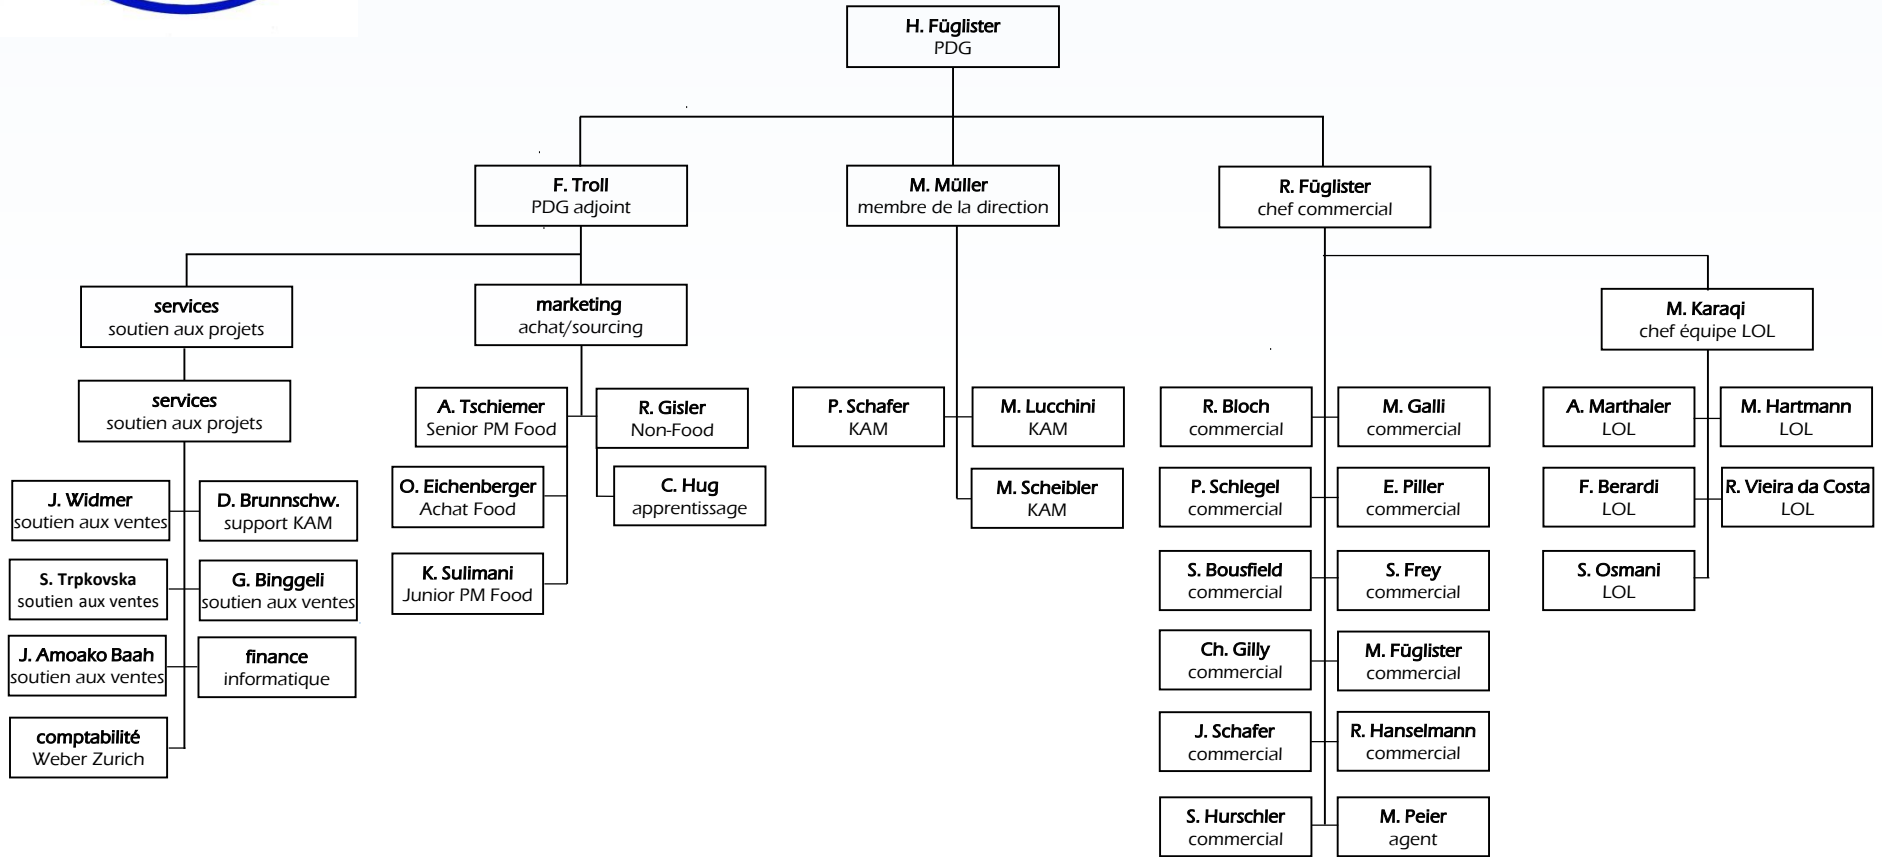 H. Füglister
PDG
F. Troll
PDG adjoint
M. Müller
membre de la direction
R. Füglister
chef commercial
services
soutien aux projets
marketing
achat/sourcing
M. Karaqi
chef équipe LOL
services
soutien aux projets
A. Tschiemer
Senior PM Food
R. Gisler
Non-Food
P. Schafer
KAM
M. Lucchini
KAM
R. Bloch
commercial
M. Galli
commercial
A. Marthaler
LOL
M. Hartmann
LOL
J. Widmer
soutien aux ventes
D. Brunnschw.
support KAM
O. Eichenberger
Achat Food
C. Hug
apprentissage
M. Scheibler
KAM
P. Schlegel
commercial
E. Piller
commercial
F. Berardi
LOL
R. Vieira da Costa
LOL
S. Trpkovska
soutien aux ventes
G. Binggeli
soutien aux ventes
K. Sulimani
Junior PM Food
S. Bousfield
commercial
S. Frey
commercial
S. Osmani
LOL
J. Amoako Baah
soutien aux ventes
finance
informatique
Ch. Gilly
commercial
M. Füglister
commercial
comptabilité
Weber Zurich
J. Schafer
commercial
R. Hanselmann
commercial
S. Hurschler
commercial
M. Peier
agent